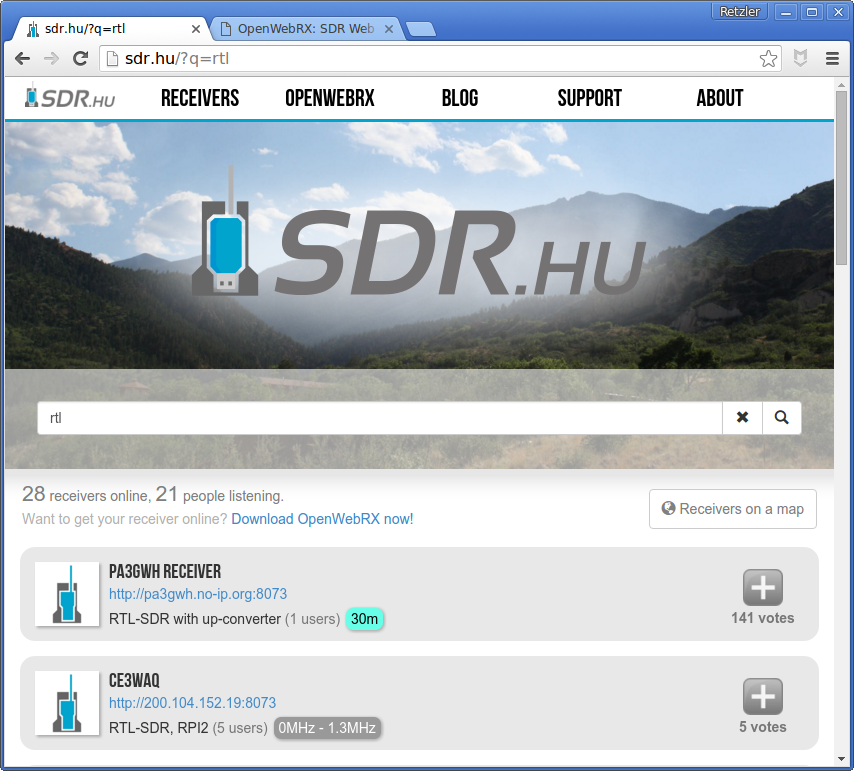 Retzler
sdr.hu/?q=rtl
OpenWebRX: SDR Web
sdr.hu/?q=rtl
SDR.HU
RECEIVERS
OPENWEBRX
BLOG
SUPPORT
ABOUT
SDR.HU
rtl
28 receivers online, 21 people listening.
Want to get your receiver online? Download OpenWebRX now!
Receivers on a map
PA3GWH RECEIVER
http://pa3gwh.no-ip.org:8073
RTL-SDR with up-converter (1 users) 30m
141 votes
CE3WAQ
http://200.104.152.19:8073
RTL-SDR, RPI2 (5 users) 0MHz - 1.3MHz
5 votes